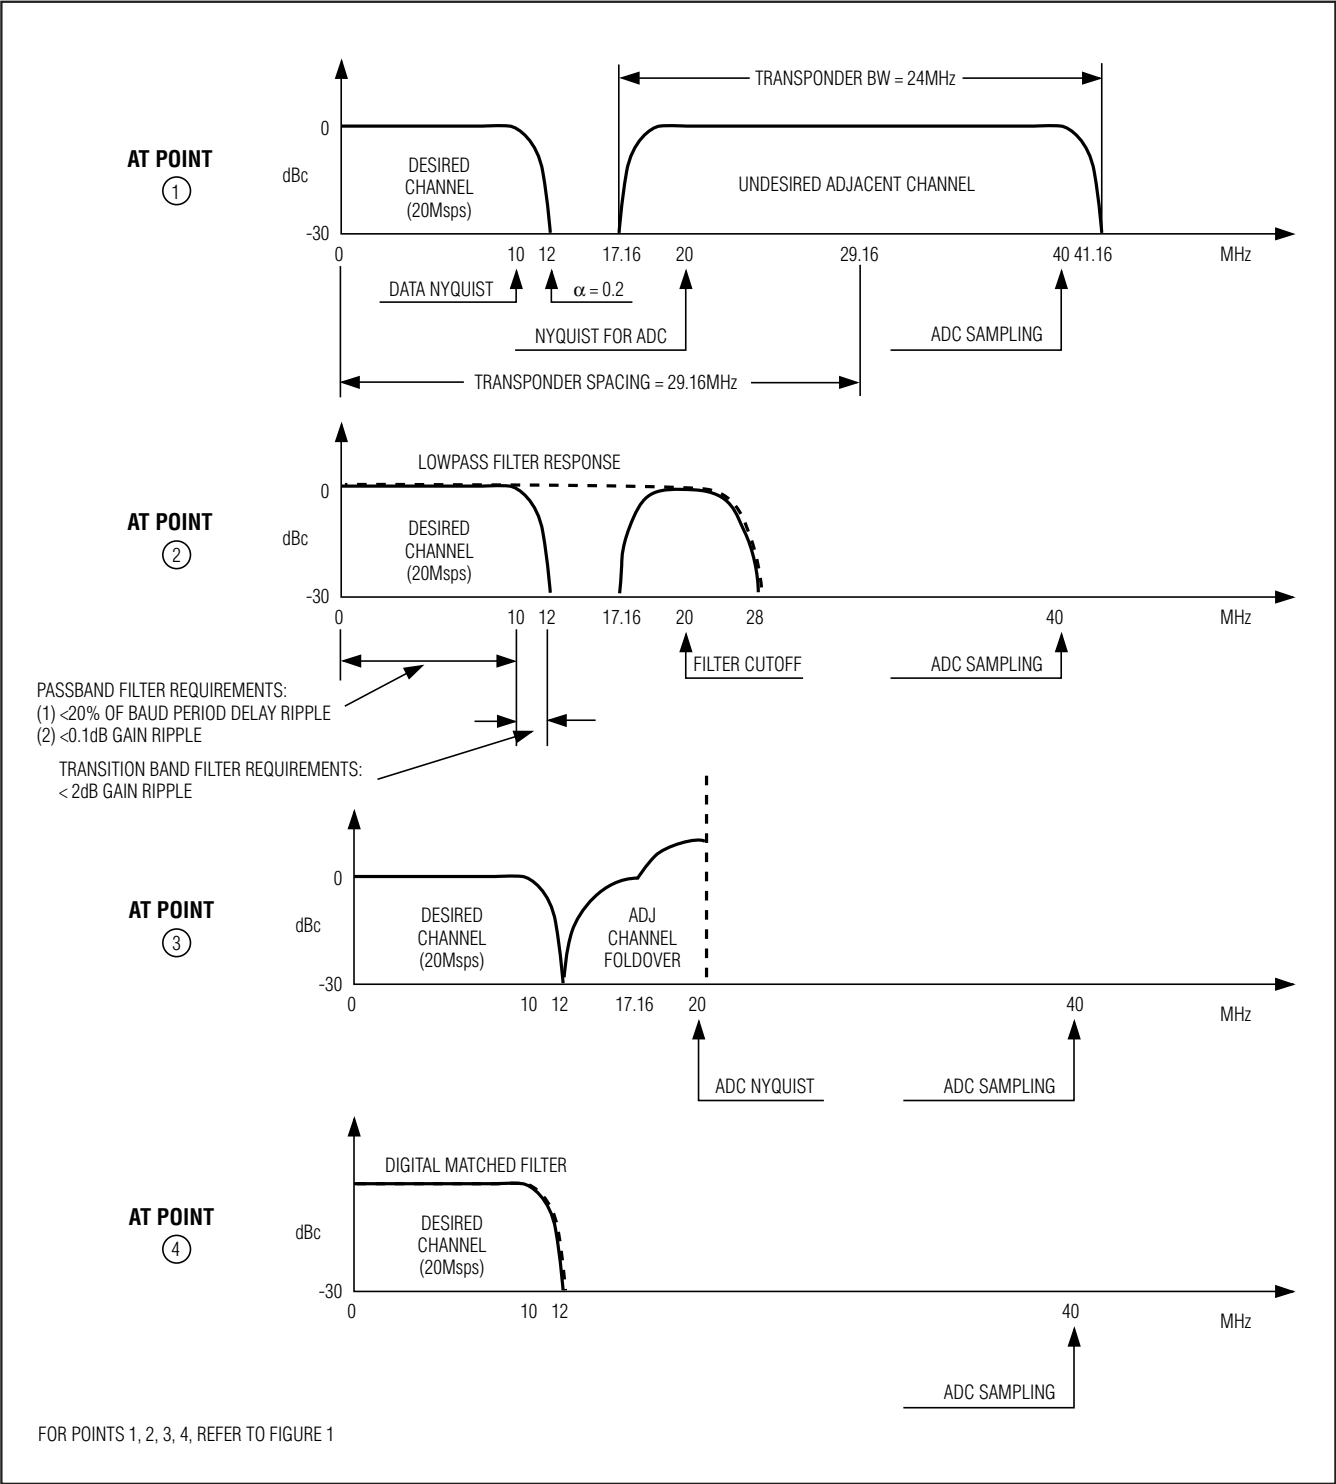 TRANSPONDER BW = 24MHz
0
AT POINT
1
dBc
DESIRED
CHANNEL
(20Msps)
UNDESIRED ADJACENT CHANNEL
-30
0 10 12 17.16 20 29.16 40 41.16 MHz
DATA NYQUIST
α = 0.2
NYQUIST FOR ADC
ADC SAMPLING
TRANSPONDER SPACING = 29.16MHz
LOWPASS FILTER RESPONSE
0
AT POINT
2
dBc
DESIRED
CHANNEL
(20Msps)
-30
0 10 12 17.16 20 28 40 MHz
FILTER CUTOFF
ADC SAMPLING
PASSBAND FILTER REQUIREMENTS:
(1) <20% OF BAUD PERIOD DELAY RIPPLE
(2) <0.1dB GAIN RIPPLE
TRANSITION BAND FILTER REQUIREMENTS:
< 2dB GAIN RIPPLE
0
AT POINT
3
dBc
DESIRED
CHANNEL
(20Msps)
ADJ
CHANNEL
FOLDOVER
-30
0 10 12 17.16 20 40 MHz
ADC NYQUIST
ADC SAMPLING
DIGITAL MATCHED FILTER
AT POINT
4
dBc
DESIRED
CHANNEL
(20Msps)
-30
0 10 12 40 MHz
ADC SAMPLING
FOR POINTS 1, 2, 3, 4, REFER TO FIGURE 1